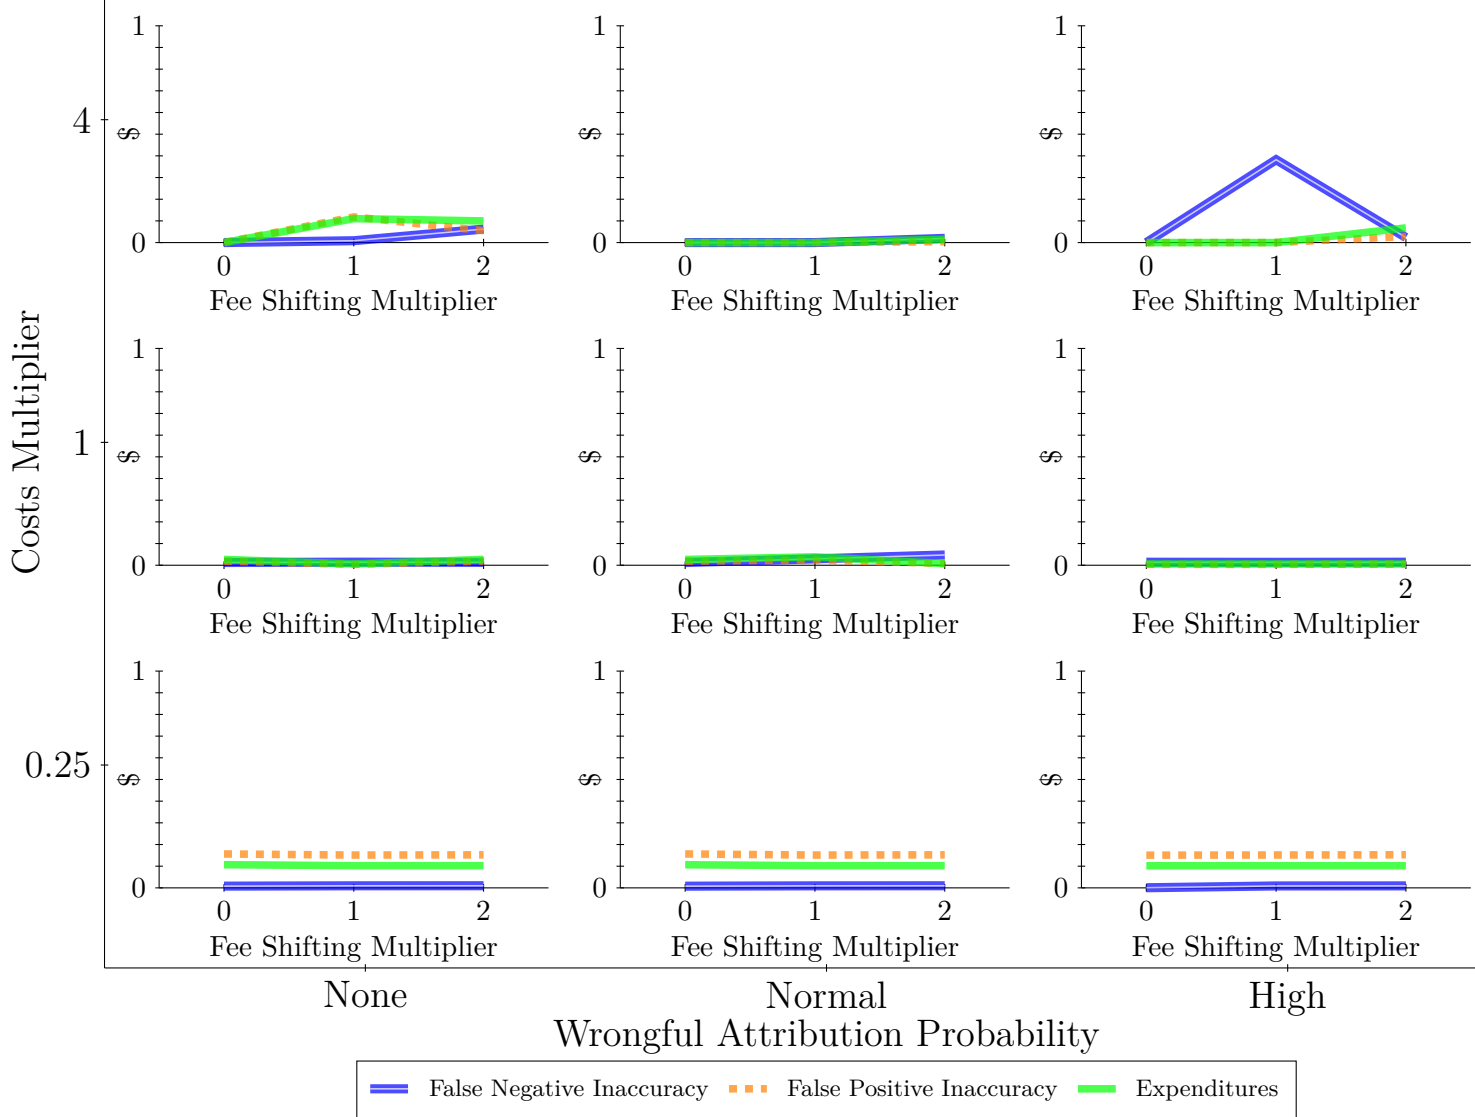 Costs Multiplier
4
1
0.25
1
$
0
0 1 2
Fee Shifting Multiplier
1
$
0
0 1 2
Fee Shifting Multiplier
1
$
0
0 1 2
Fee Shifting Multiplier
1
$
0
0 1 2
Fee Shifting Multiplier
1
$
0
0 1 2
Fee Shifting Multiplier
1
$
0
0 1 2
Fee Shifting Multiplier
1
$
0
0 1 2
Fee Shifting Multiplier
1
$
0
0 1 2
Fee Shifting Multiplier
1
$
0
0 1 2
Fee Shifting Multiplier
None Normal High
Wrongful Attribution Probability
False Negative Inaccuracy False Positive Inaccuracy Expenditures